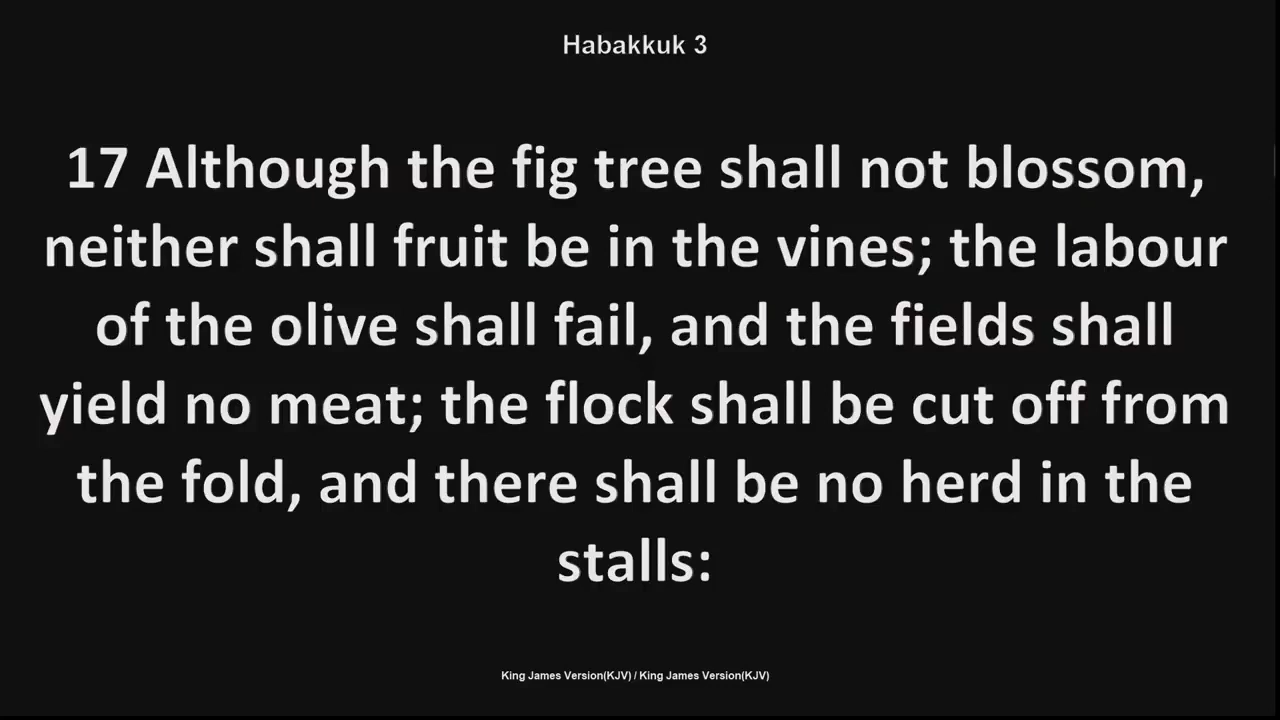 Habakkuk 3
17 Although the fig tree shall not blossom,
neither shall fruit be in the vines; the labour
of the olive shall fail, and the fields shall
yield no meat; the flock shall be cut off from
the fold, and there shall be no herd in the
stalls:
King James Version(KJV) / King James Version(KJV)